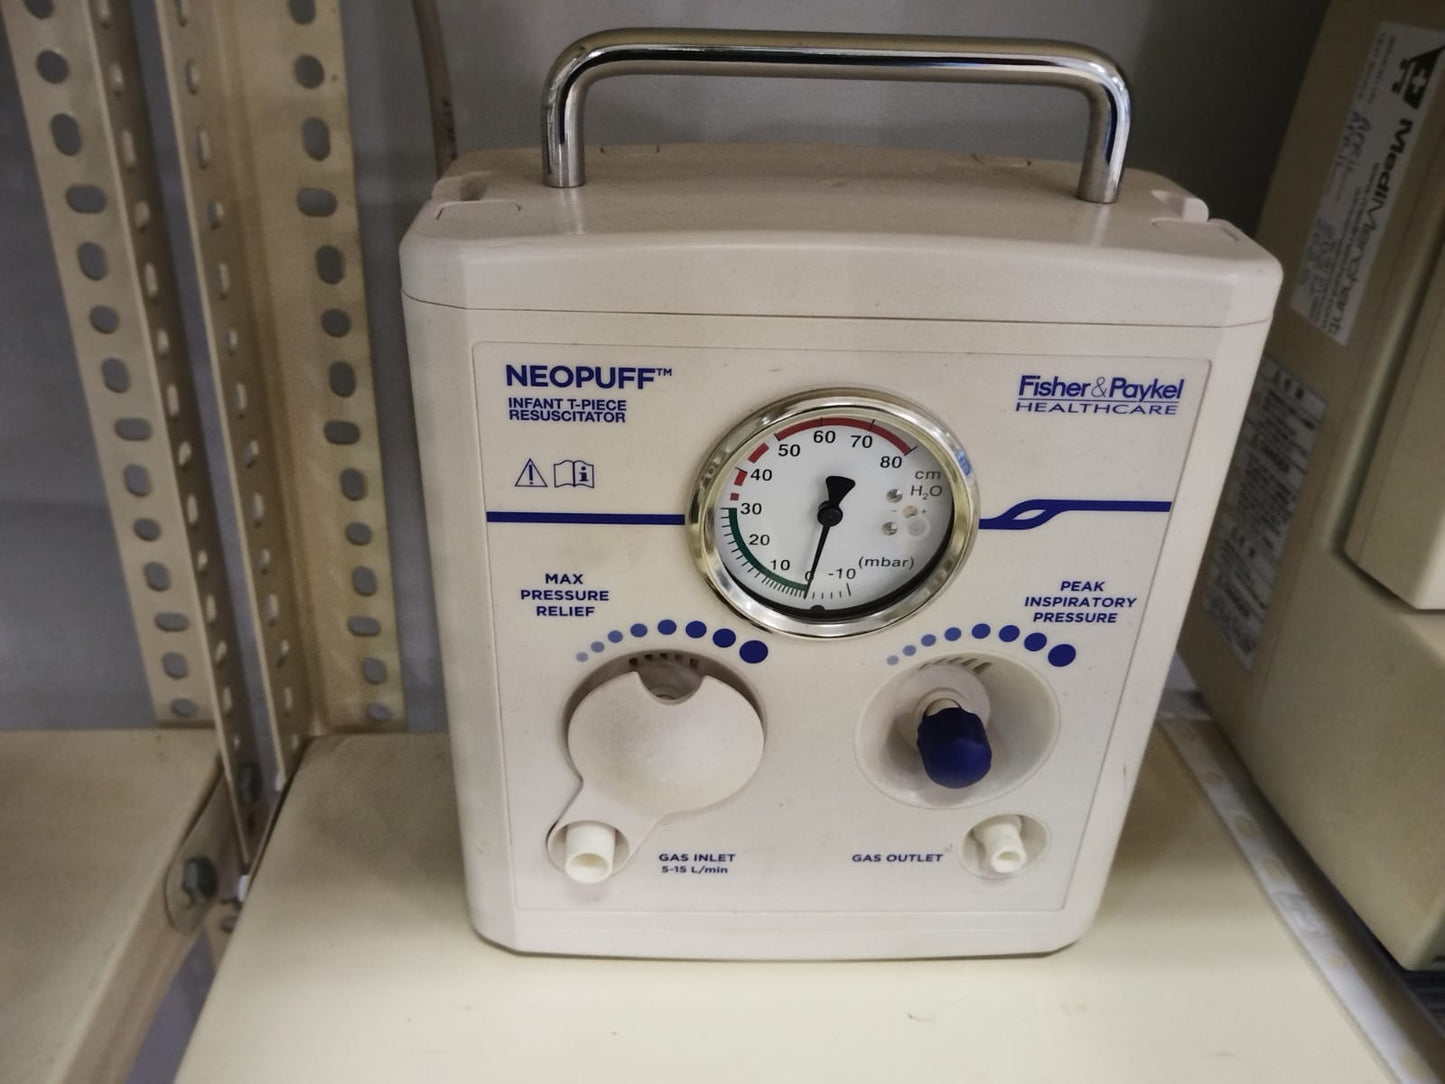 NEOPUFF™
INFANT T-PIECE
RESUSCITATOR
Fisher&Paykel
HEALTHCARE
80
70
60
50
40
30
20
10
0
-10
cm
H₂O
- +
(mbar)
MAX
PRESSURE
RELIEF
PEAK
INSPIRATORY
PRESSURE
GAS INLET
5-15 L/min
GAS OUTLET
MediMerchant